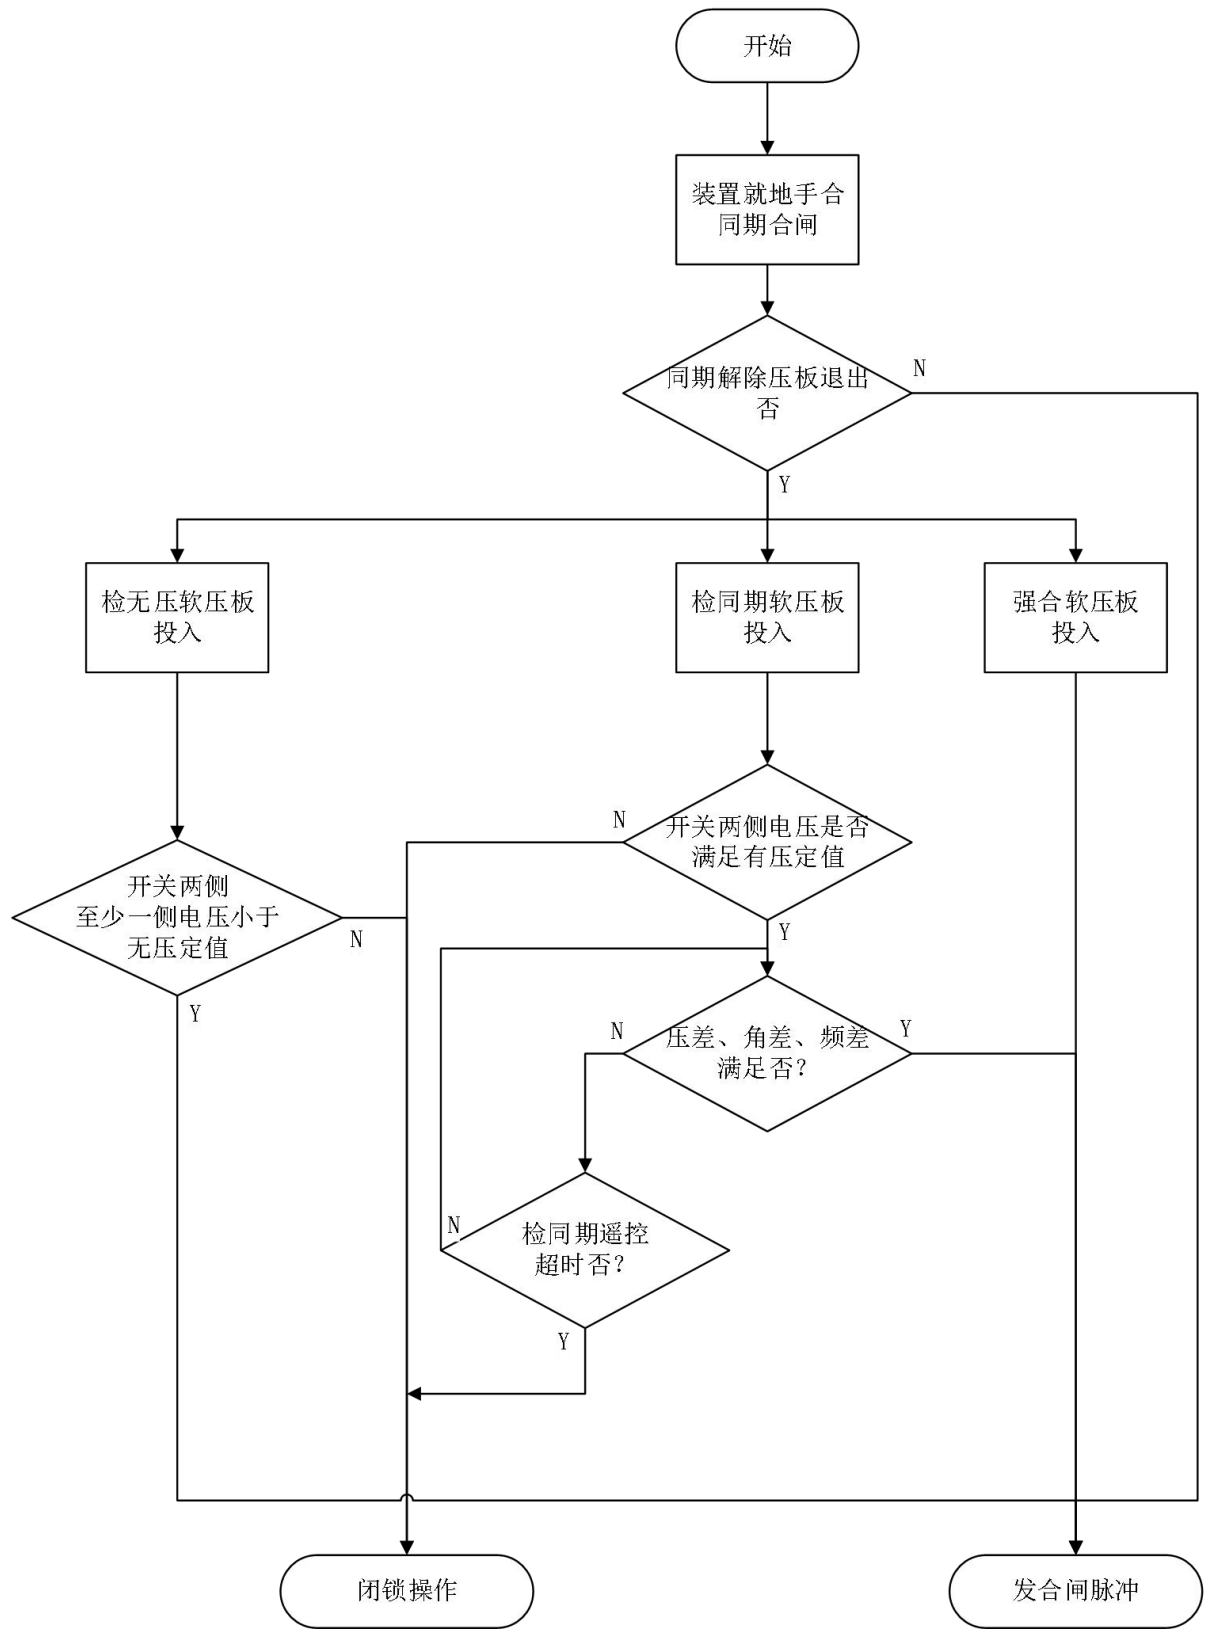 开始
装置就地手合
同期合闸
同期解除压板退出
否
N
Y
检无压软压板
投入
检同期软压板
投入
强合软压板
投入
N
开关两侧电压是否
满足有压定值
开关两侧
至少一侧电压小于
无压定值
N
Y
Y
N
压差、角差、频差
满足否?
Y
N
检同期遥控
超时否?
Y
闭锁操作
发合闸脉冲